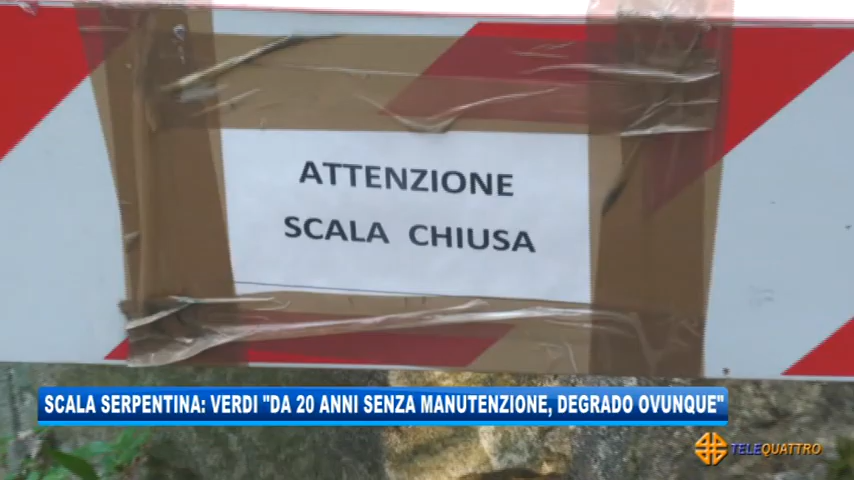 ATTENZIONE
SCALA CHIUSA
SCALA SERPENTINA: VERDI "DA 20 ANNI SENZA MANUTENZIONE, DEGRADO OVUNQUE"
TELEQUATTRO